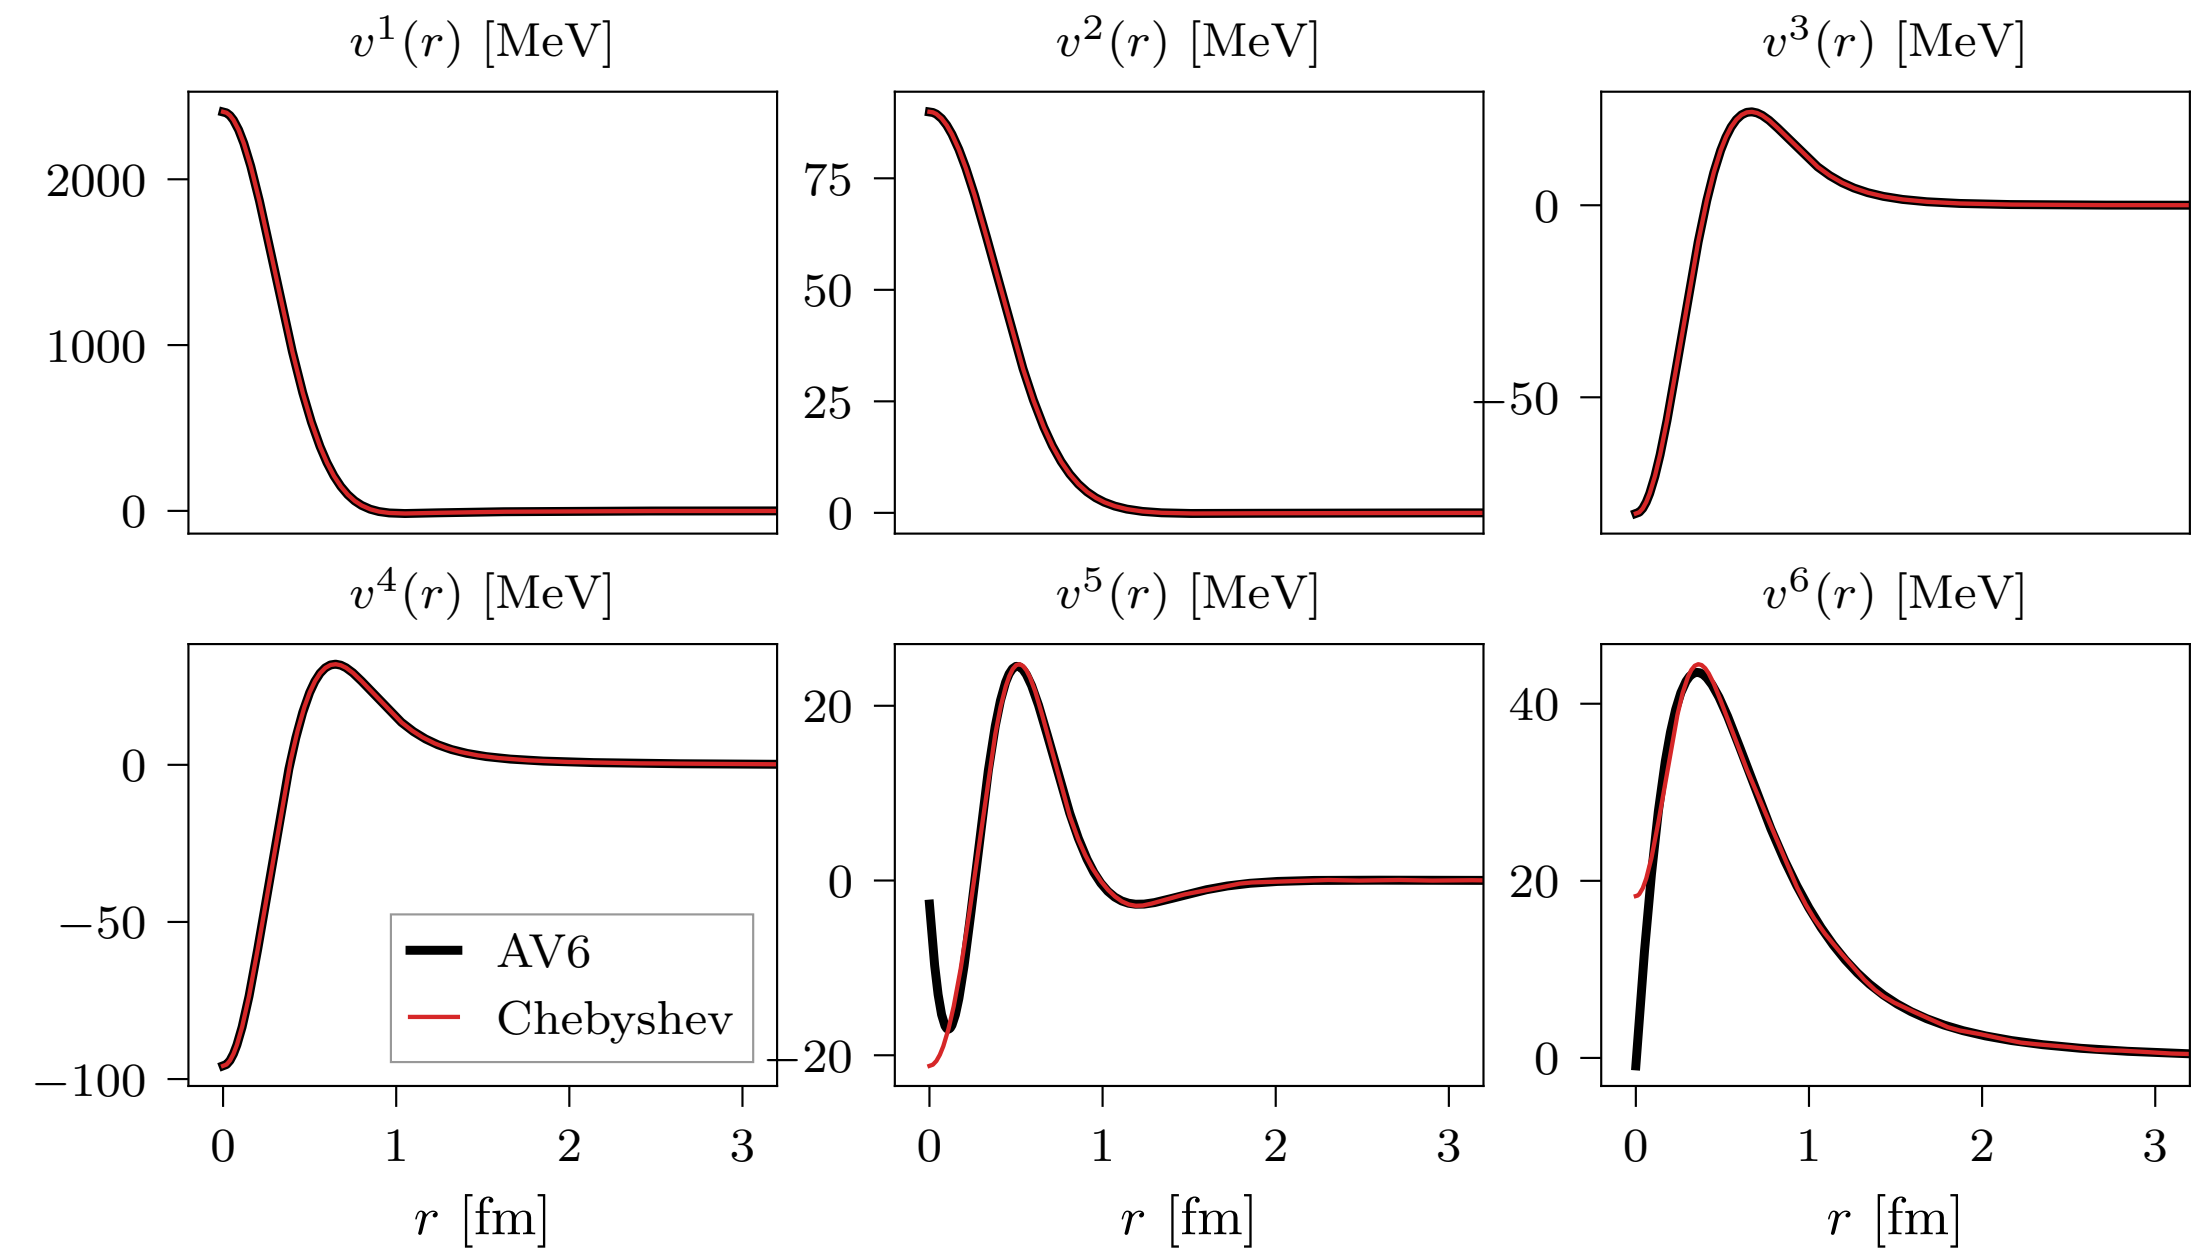 v¹(r) [MeV]
v²(r) [MeV]
v³(r) [MeV]
2000
1000
0
75
50
25
0
0
−50
v⁴(r) [MeV]
v⁵(r) [MeV]
v⁶(r) [MeV]
0
−50
−100
AV6
Chebyshev
20
0
−20
40
20
0
0 1 2 3
0 1 2 3
0 1 2 3
r [fm]
r [fm]
r [fm]